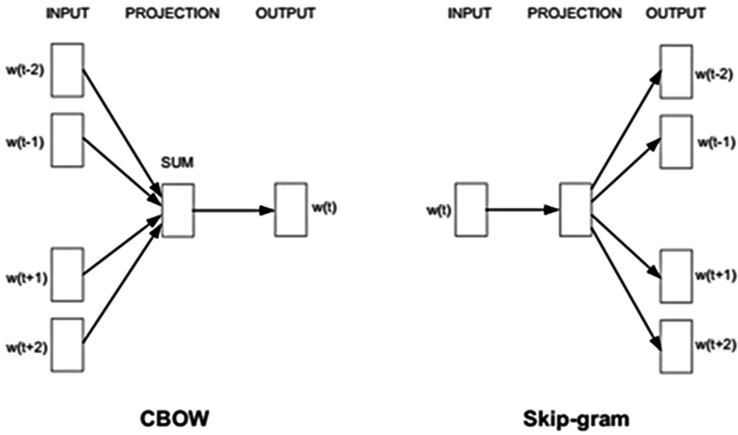 INPUT PROJECTION OUTPUT
w(t-2)
w(t-1)
SUM
w(t)
w(t+1)
w(t+2)
CBOW
INPUT PROJECTION OUTPUT
w(t-2)
w(t-1)
w(t)
w(t+1)
w(t+2)
Skip-gram